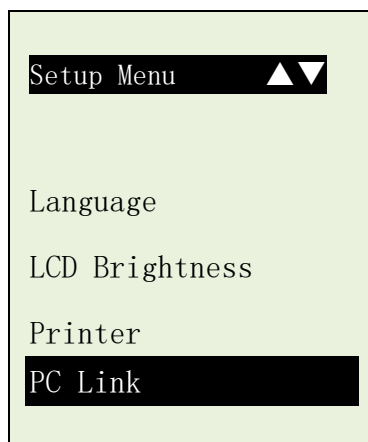 Setup Menu ▲▼
Language
LCD Brightness
Printer
PC Link